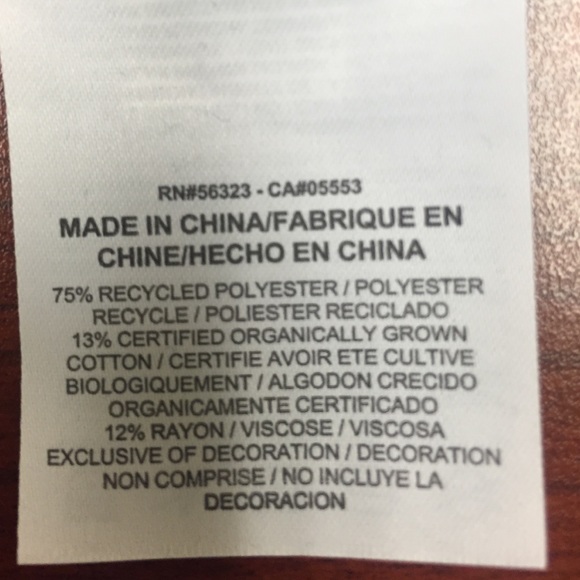 RN#56323 - CA#05553
MADE IN CHINA/FABRIQUE EN
CHINE/HECHO EN CHINA
75% RECYCLED POLYESTER / POLYESTER
RECYCLE / POLIESTER RECICLADO
13% CERTIFIED ORGANICALLY GROWN
COTTON / CERTIFIE AVOIR ETE CULTIVE
BIOLOGIQUEMENT / ALGODON CRECIDO
ORGANICAMENTE CERTIFICADO
12% RAYON / VISCOSE / VISCOSA
EXCLUSIVE OF DECORATION / DECORATION
NON COMPRISE / NO INCLUYE LA
DECORACION